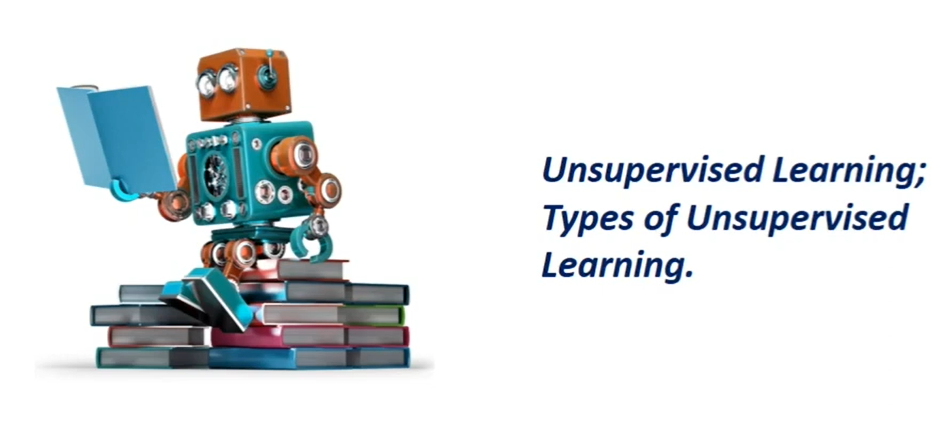 Unsupervised Learning;
Types of Unsupervised
Learning.